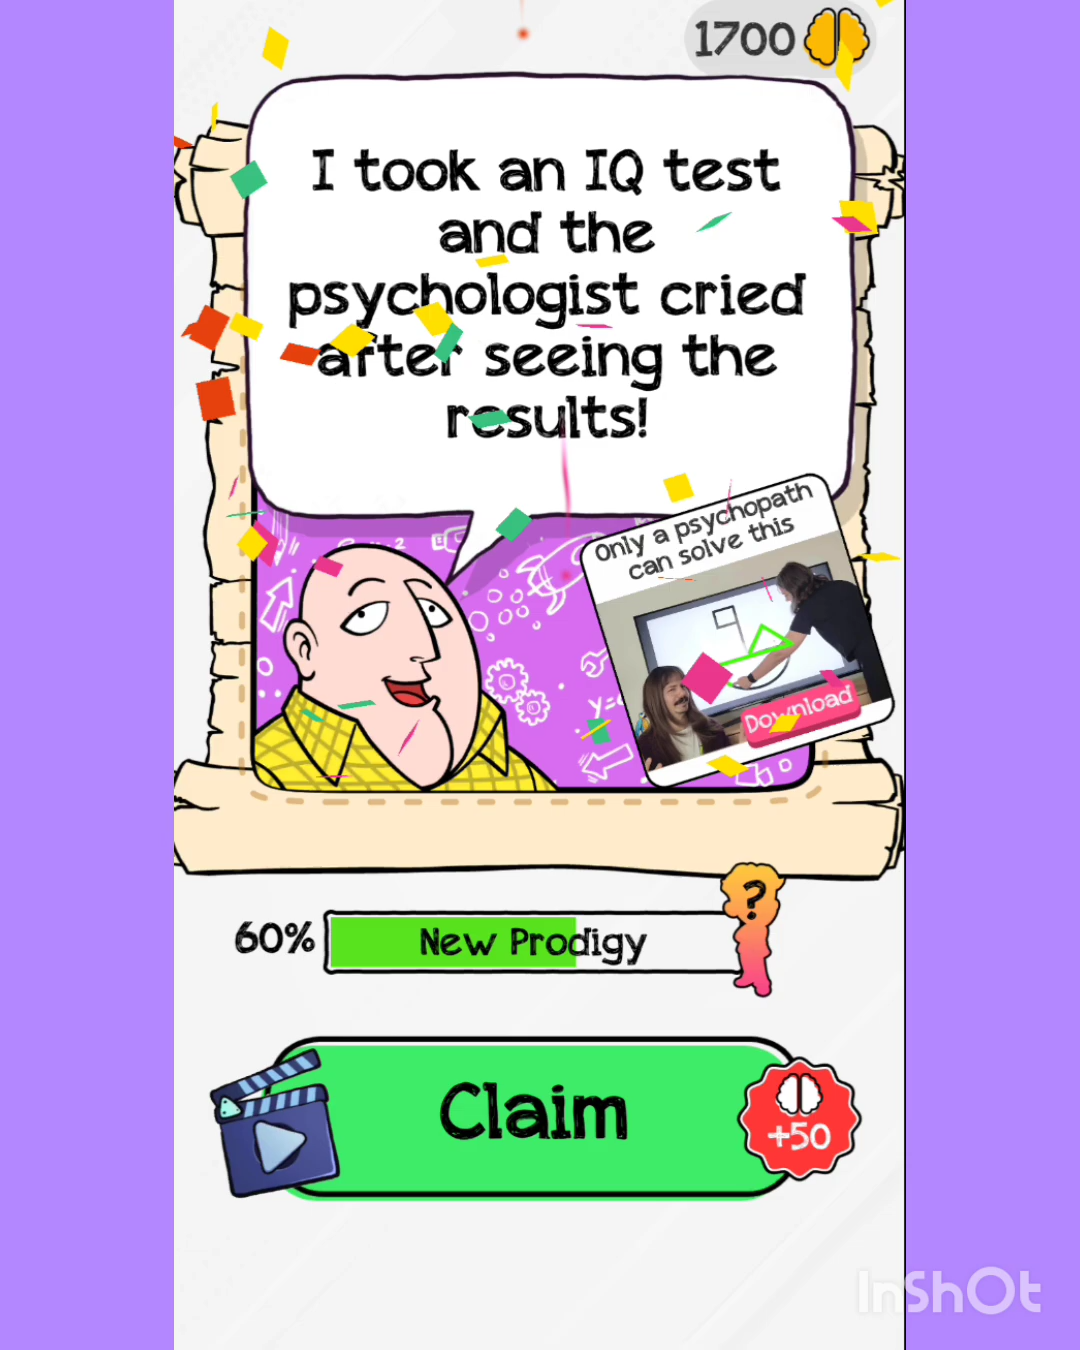 1700
I took an IQ test
and the
psychologist cried
after seeing the
results!
Only a psychopath
can solve this
Download
60%
New Prodigy
?
Claim
+50
InShOt